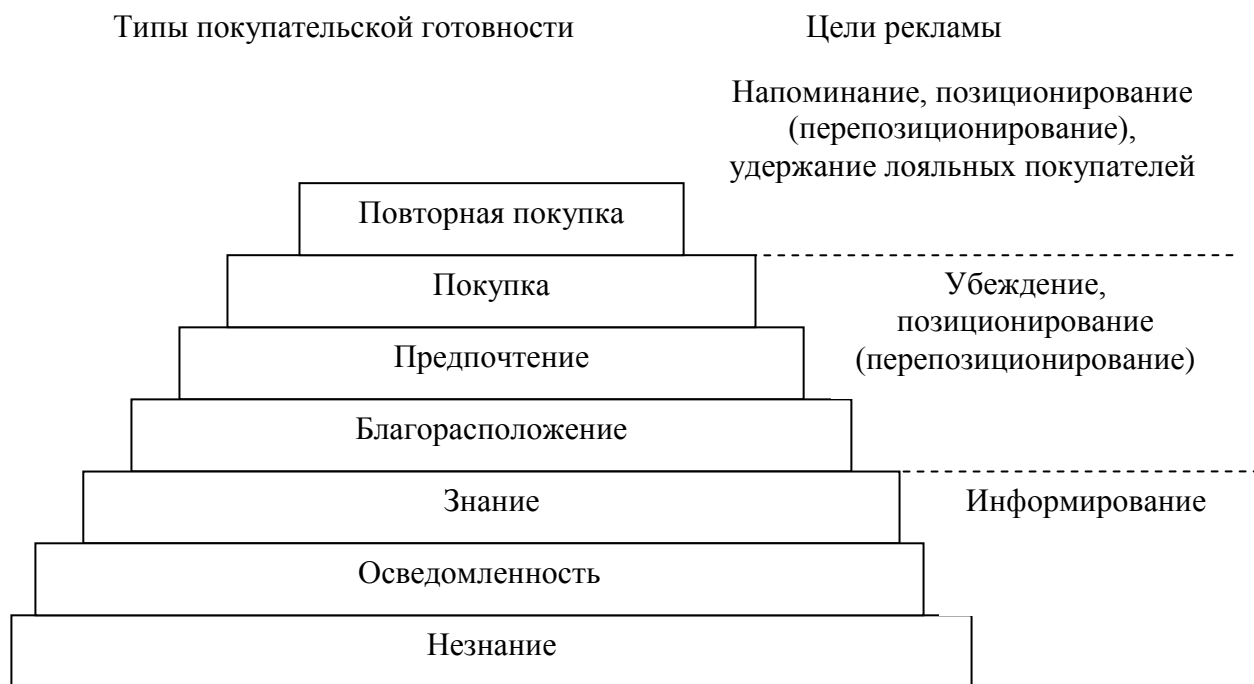 Типы покупательской готовности
Цели рекламы
Напоминание, позиционирование
(перепозиционирование),
удержание лояльных покупателей
Повторная покупка
Покупка
Убеждение,
позиционирование
(перепозиционирование)
Предпочтение
Благорасположение
Знание
Информирование
Осведомленность
Незнание